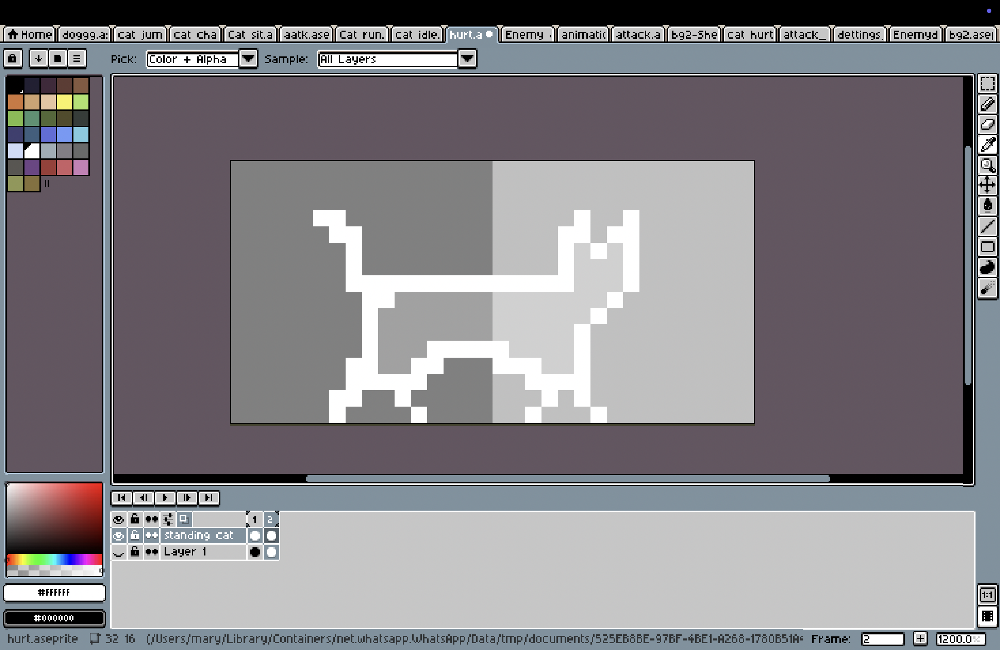 Home doggg.a: cat jum cat cha Cat sit.a aatk.ase Cat run. cat idle. hurt.a Enemy animatic attack.a bg2-She cat hurt attack_ dettings. Enemyd bg2.asep
Pick: Color + Alpha Sample: All Layers
1 2
standing cat
Layer 1
#FFFFFF
1:1
#000000
hurt.aseprite 32 16 (/Users/mary/Library/Containers/net.whatsapp.WhatsApp/Data/tmp/documents/525EB8BE-97BF-4BE1-A268-1780B51A Frame: 2 + 1200.0%